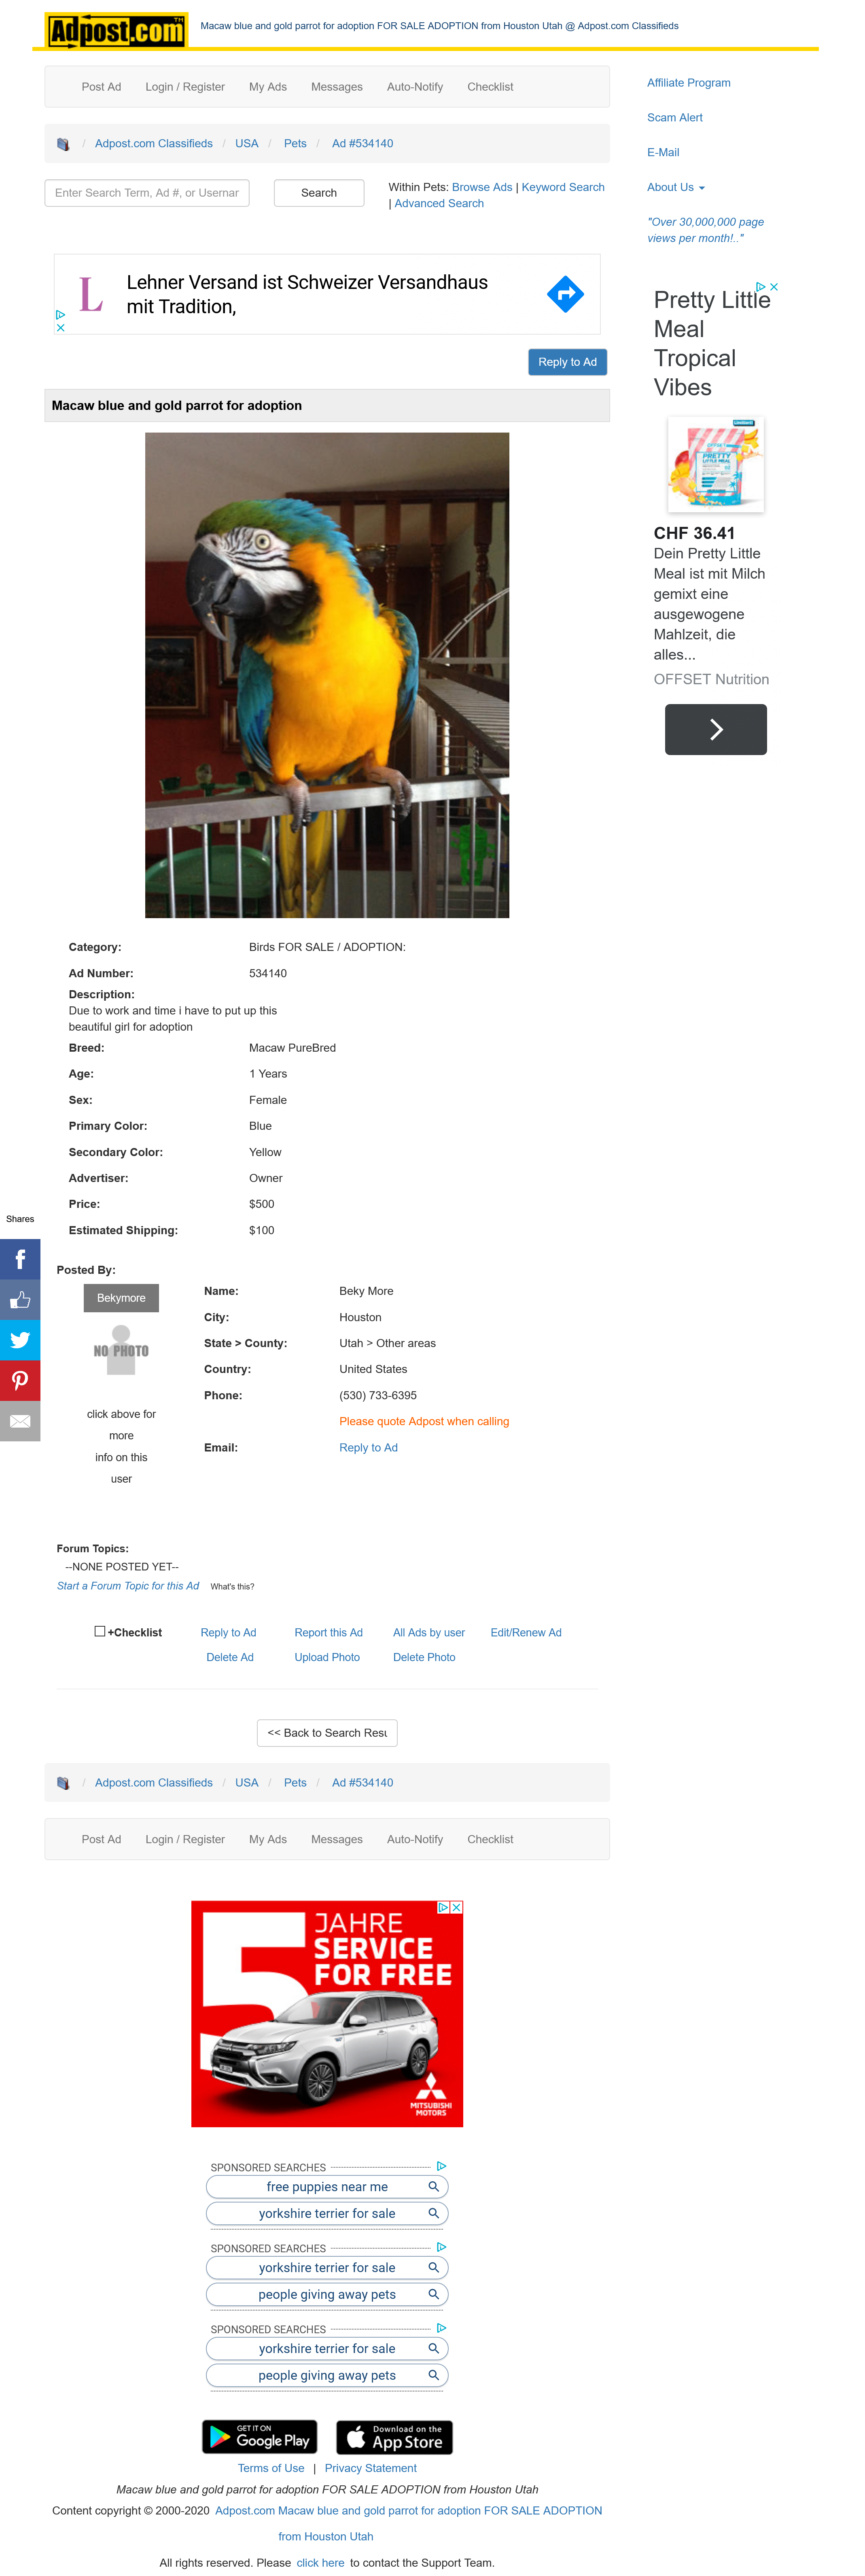 Adpost.com TM
Macaw blue and gold parrot for adoption FOR SALE ADOPTION from Houston Utah @ Adpost.com Classifieds
Post Ad Login / Register My Ads Messages Auto-Notify Checklist
/ Adpost.com Classifieds / USA / Pets / Ad #534140
Enter Search Term, Ad #, or Usernar
Search
Within Pets: Browse Ads | Keyword Search
| Advanced Search
Affiliate Program
Scam Alert
E-Mail
About Us
"Over 30,000,000 page
views per month!.."
L
Lehner Versand ist Schweizer Versandhaus
mit Tradition,
Reply to Ad
Pretty Little
Meal
Tropical
Vibes
PRETTY
LITTLE MEAL
CHF 36.41
Dein Pretty Little
Meal ist mit Milch
gemixt eine
ausgewogene
Mahlzeit, die
alles...
OFFSET Nutrition
Macaw blue and gold parrot for adoption
Category: Birds FOR SALE / ADOPTION:
Ad Number: 534140
Description:
Due to work and time i have to put up this
beautiful girl for adoption
Breed: Macaw PureBred
Age: 1 Years
Sex: Female
Primary Color: Blue
Secondary Color: Yellow
Advertiser: Owner
Price: $500
Estimated Shipping: $100
Shares
Posted By:
Bekymore
NO PHOTO
click above for
more
info on this
user
Name: Beky More
City: Houston
State > County: Utah > Other areas
Country: United States
Phone: (530) 733-6395
Please quote Adpost when calling
Email: Reply to Ad
Forum Topics:
--NONE POSTED YET--
Start a Forum Topic for this Ad What's this?
+Checklist Reply to Ad Report this Ad All Ads by user Edit/Renew Ad
Delete Ad Upload Photo Delete Photo
<< Back to Search Resu
/ Adpost.com Classifieds / USA / Pets / Ad #534140
Post Ad Login / Register My Ads Messages Auto-Notify Checklist
5 JAHRE
SERVICE
FOR FREE
MITSUBISHI
MOTORS
SPONSORED SEARCHES
free puppies near me
yorkshire terrier for sale
SPONSORED SEARCHES
yorkshire terrier for sale
people giving away pets
SPONSORED SEARCHES
yorkshire terrier for sale
people giving away pets
GET IT ON
Google Play
Download on the
App Store
Terms of Use | Privacy Statement
Macaw blue and gold parrot for adoption FOR SALE ADOPTION from Houston Utah
Content copyright © 2000-2020 Adpost.com Macaw blue and gold parrot for adoption FOR SALE ADOPTION
from Houston Utah
All rights reserved. Please click here to contact the Support Team.